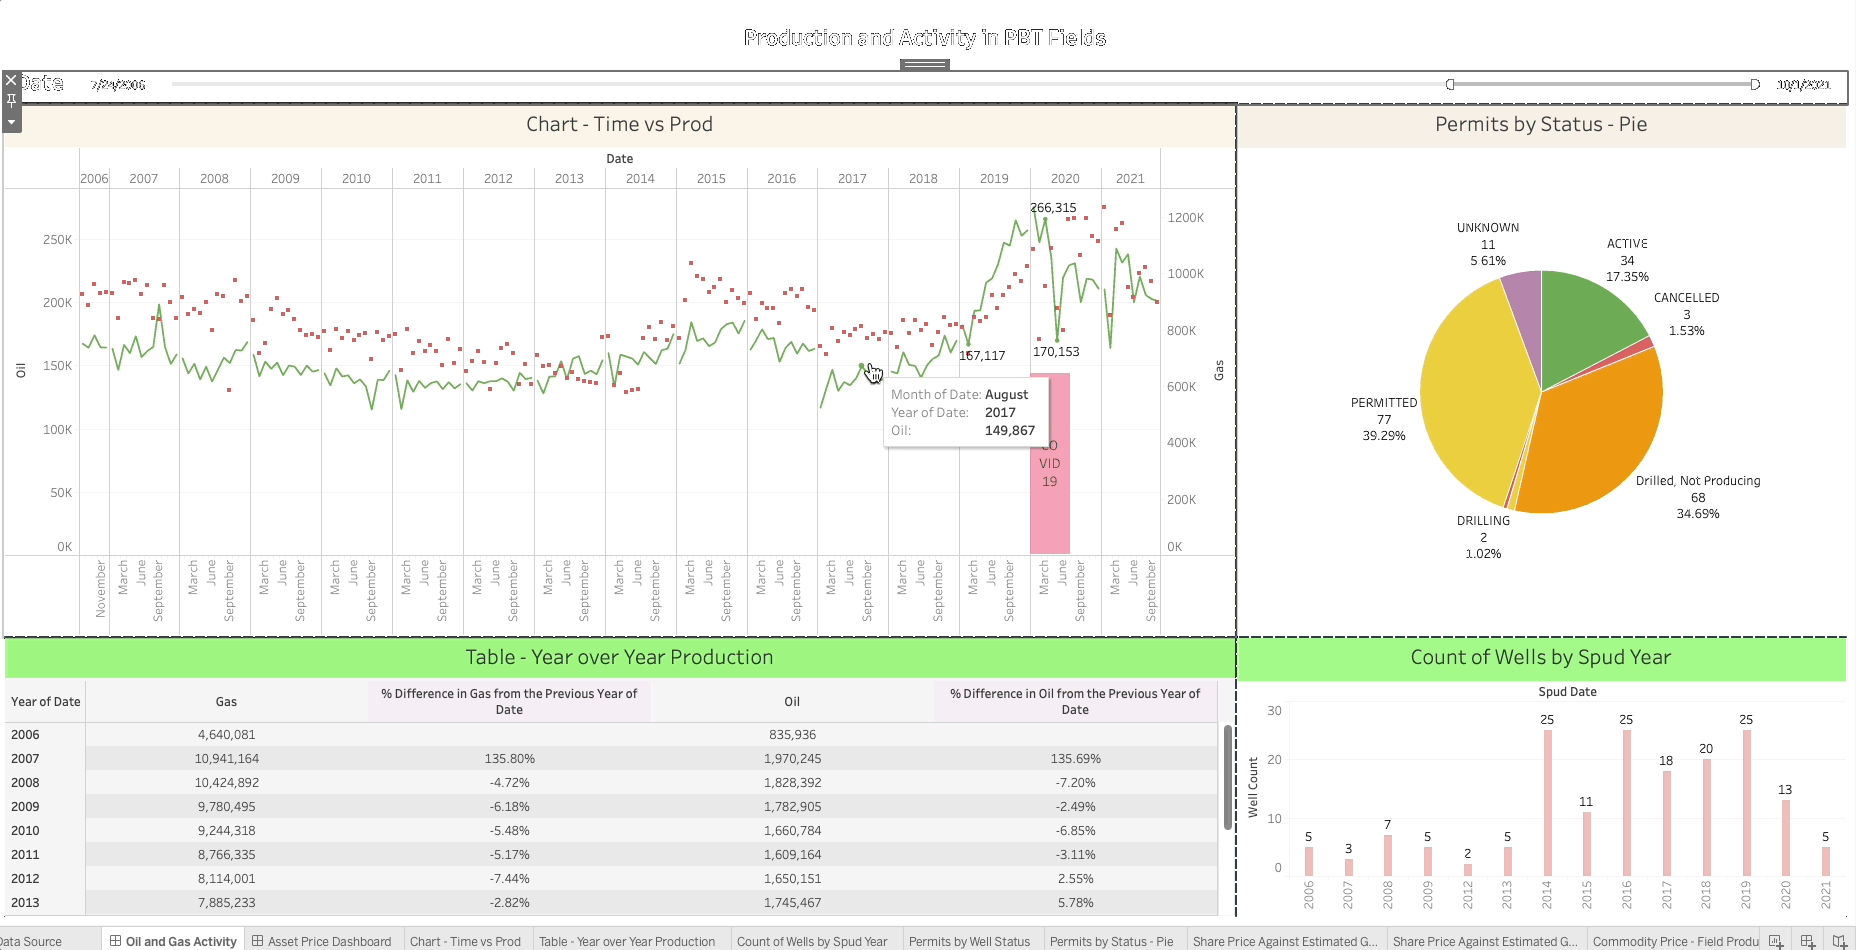 Production and Activity in PBT Fields
Date 7/24/2006 10/1/2021
Chart - Time vs Prod
Date
2006 2007 2008 2009 2010 2011 2012 2013 2014 2015 2016 2017 2018 2019 2020 2021
Oil
250K
200K
150K
100K
50K
0K
Gas
1200K
1000K
800K
600K
400K
200K
0K
266,315
167,117
170,153
Month of Date: August
Year of Date: 2017
Oil: 149,867
CO
VID
19
November March June September March June September March June September March June September March June September March June September March June September March June September March June September March June September March June September March June September March June September March June September March June September
Permits by Status - Pie
UNKNOWN
11
5.61%
ACTIVE
34
17.35%
CANCELLED
3
1.53%
PERMITTED
77
39.29%
Drilled, Not Producing
68
34.69%
DRILLING
2
1.02%
Table - Year over Year Production
Year of Date Gas % Difference in Gas from the Previous Year of Date Oil % Difference in Oil from the Previous Year of Date
2006 4,640,081 835,936
2007 10,941,164 135.80% 1,970,245 135.69%
2008 10,424,892 -4.72% 1,828,392 -7.20%
2009 9,780,495 -6.18% 1,782,905 -2.49%
2010 9,244,318 -5.48% 1,660,784 -6.85%
2011 8,766,335 -5.17% 1,609,164 -3.11%
2012 8,114,001 -7.44% 1,650,151 2.55%
2013 7,885,233 -2.82% 1,745,467 5.78%
Count of Wells by Spud Year
Spud Date
Well Count
30
20
10
0
5 3 7 5 2 5 25 11 25 18 20 25 13 5
2006 2007 2008 2009 2012 2013 2014 2015 2016 2017 2018 2019 2020 2021
Data Source Oil and Gas Activity Asset Price Dashboard Chart - Time vs Prod Table - Year over Year Production Count of Wells by Spud Year Permits by Well Status Permits by Status - Pie Share Price Against Estimated G... Share Price Against Estimated G... Commodity Price - Field Produ